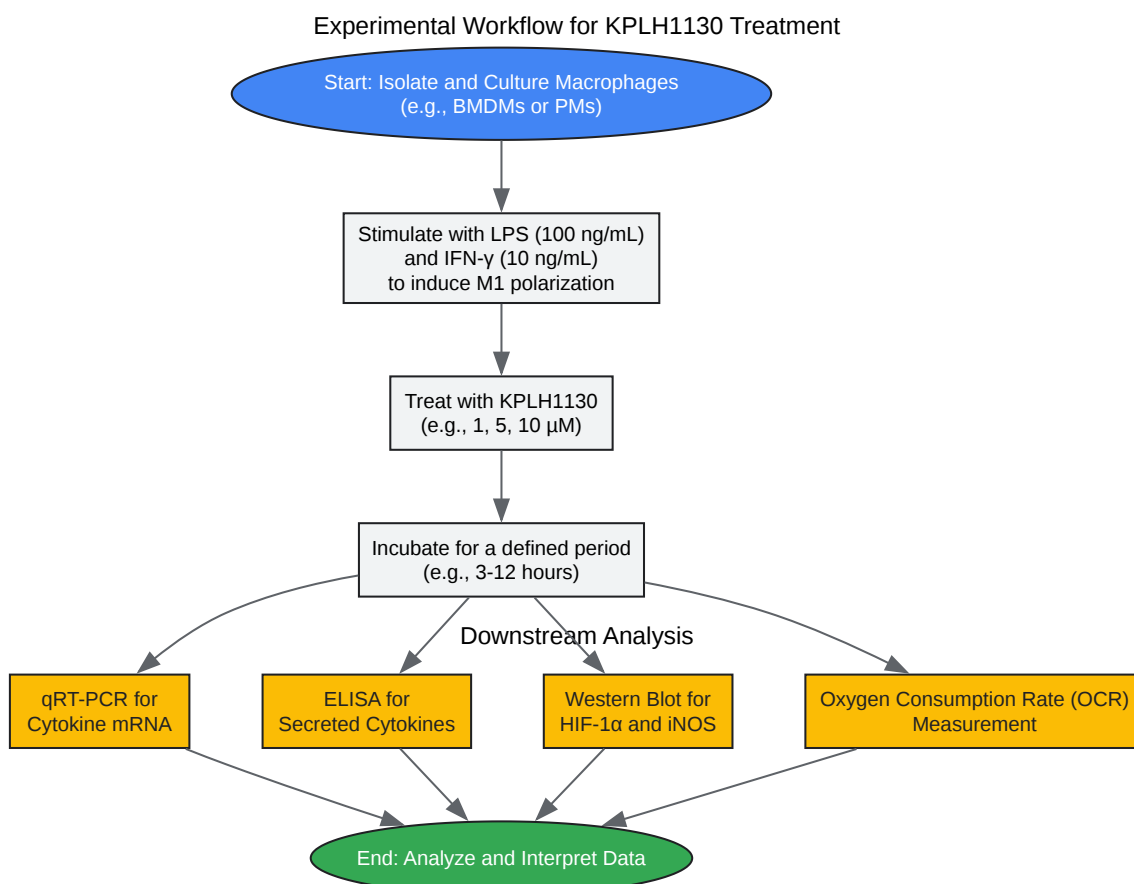 Experimental Workflow for KPLH1130 Treatment
Start: Isolate and Culture Macrophages
(e.g., BMDMs or PMs)
Stimulate with LPS (100 ng/mL)
and IFN-γ (10 ng/mL)
to induce M1 polarization
Treat with KPLH1130
(e.g., 1, 5, 10 µM)
Incubate for a defined period
(e.g., 3-12 hours)
Downstream Analysis
qRT-PCR for
Cytokine mRNA
ELISA for
Secreted Cytokines
Western Blot for
HIF-1α and iNOS
Oxygen Consumption Rate (OCR)
Measurement
End: Analyze and Interpret Data